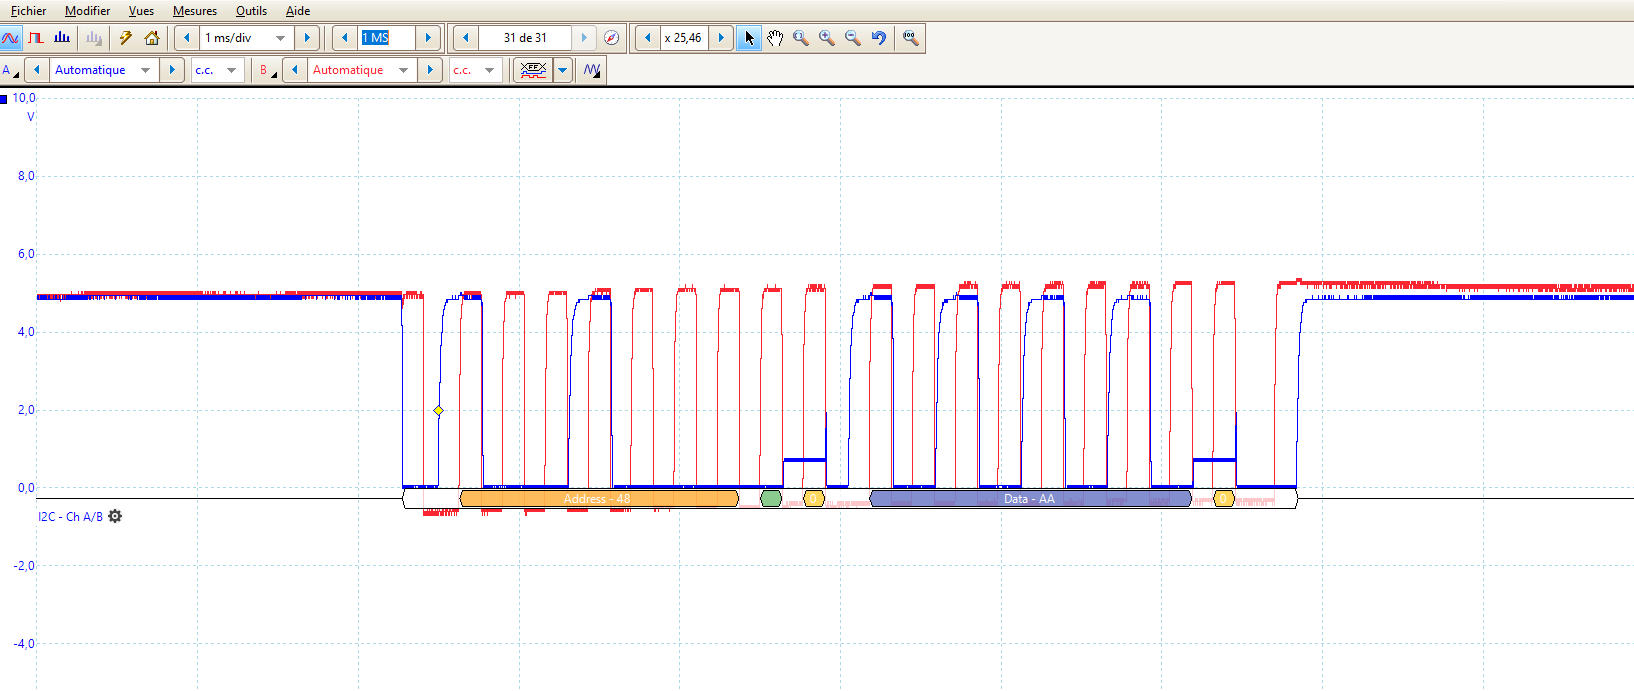 Fichier Modifier Vues Mesures Outils Aide
1 ms/div 1 MS 31 de 31 x 25,46
A Automatique c.c. B Automatique c.c.
10,0
V
8,0
6,0
4,0
2,0
0,0
Address - 48 0 Data - AA 0
I2C - Ch A/B
-2,0
-4,0